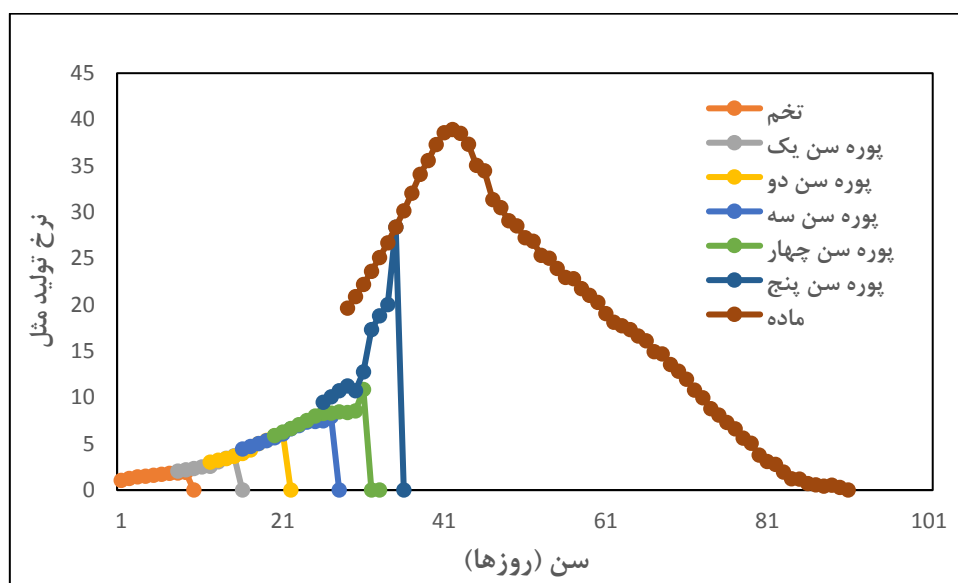 45
40
35
30
25
20
15
10
5
0
نرخ تولید مثل
تخم
پوره سن یک
پوره سن دو
پوره سن سه
پوره سن چهار
پوره سن پنج
ماده
1 21 41 61 81 101
سن (روزها)